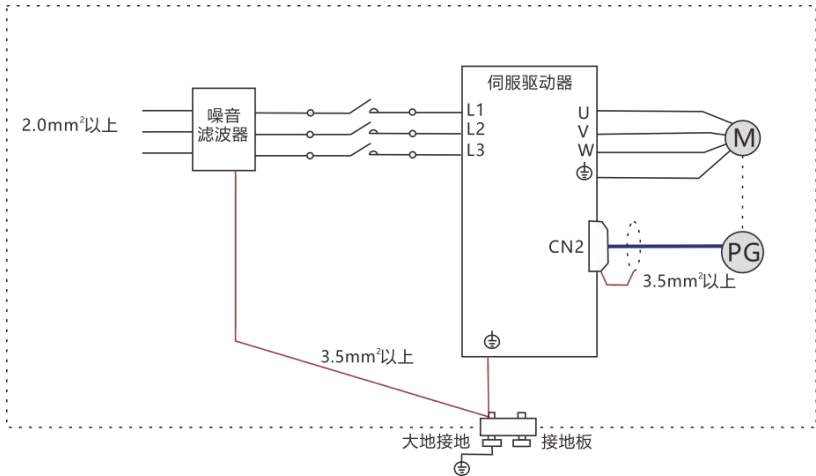 伺服驱动器
噪音
滤波器
2.0mm²以上
L1
L2
L3
U
V
W
M
CN2
PG
3.5mm²以上
3.5mm²以上
大地接地
接地板